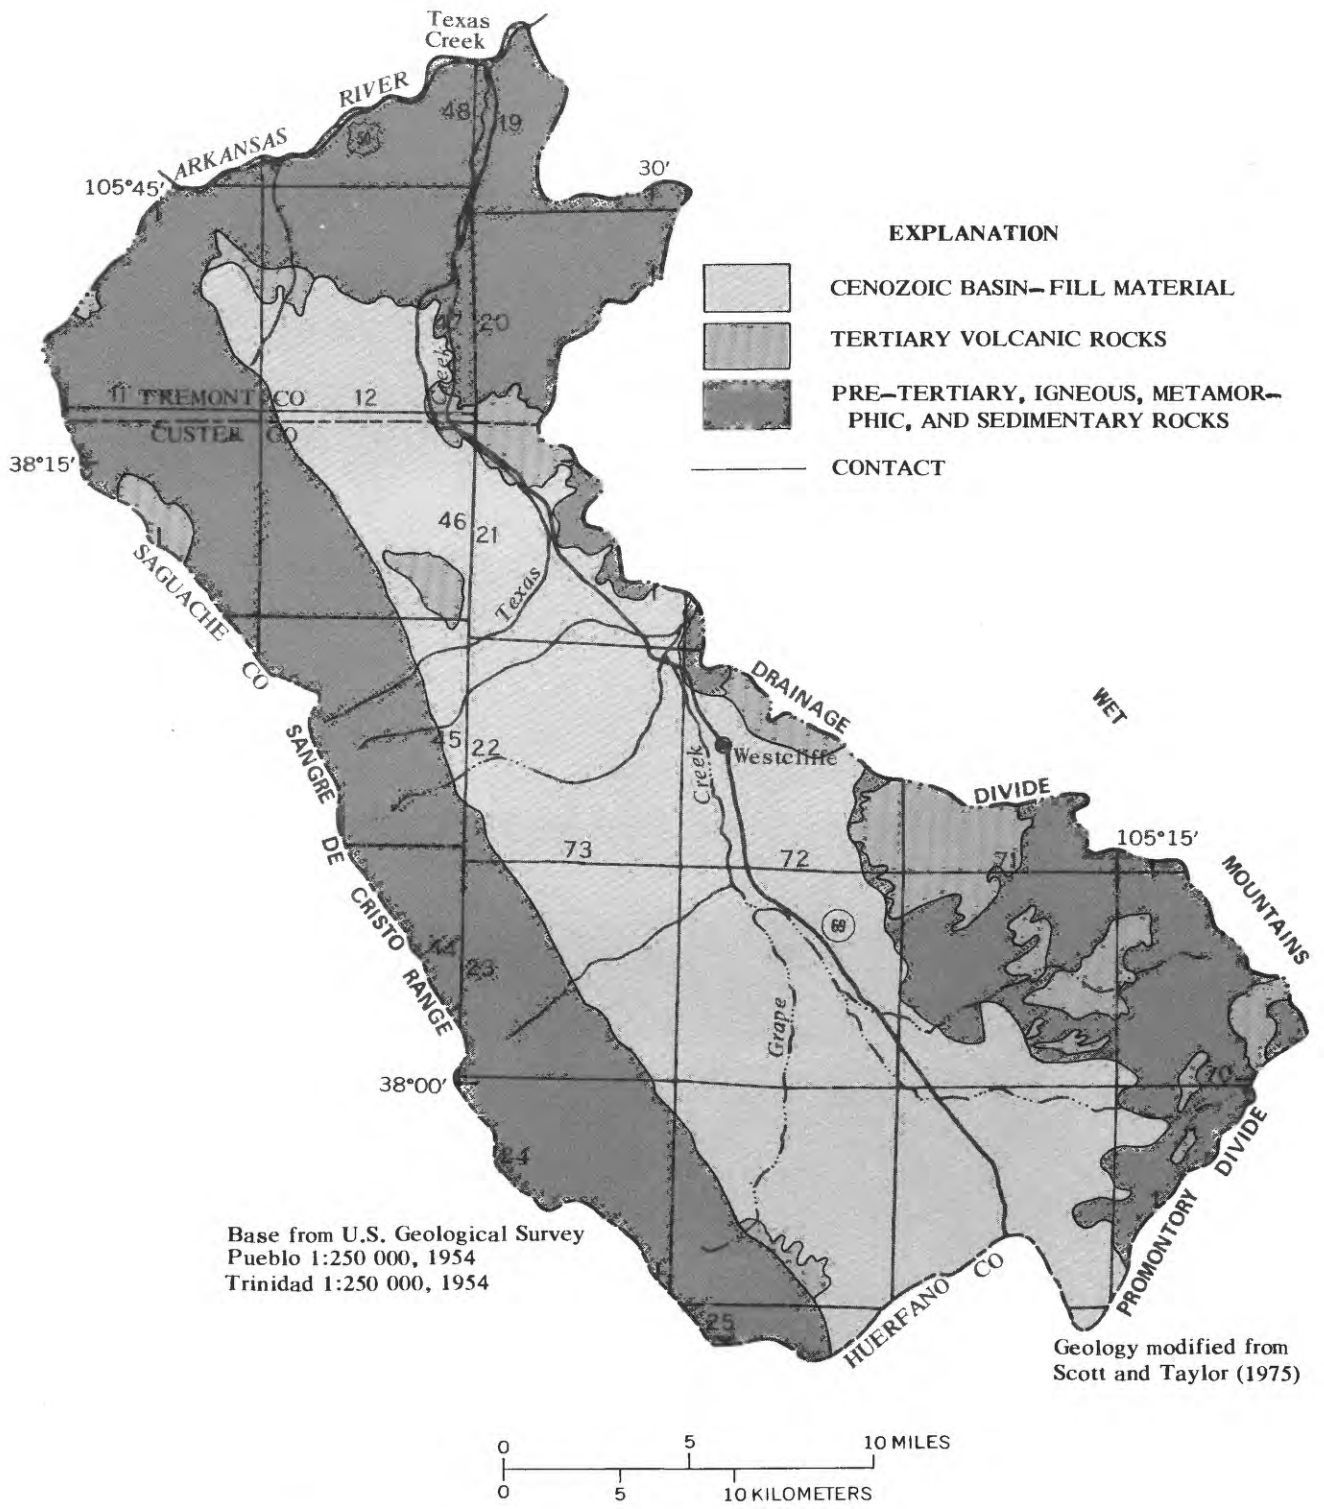 Texas
Creek
ARKANSAS RIVER
50
48
19
105°45'
30'
EXPLANATION
CENOZOIC BASIN—FILL MATERIAL
TERTIARY VOLCANIC ROCKS
PRE—TERTIARY, IGNEOUS, METAMOR—
PHIC, AND SEDIMENTARY ROCKS
CONTACT
47
20
Creek
11
TREMONT CO
12
CUSTER CO
38°15'
46
21
SAGUACHE CO
Texas
DRAINAGE
DIVIDE
WET
MOUNTAINS
45
22
Westcliffe
Creek
SANGRE DE CRISTO RANGE
73
72
71
105°15'
69
44
23
Grape
38°00'
70
24
PROMONTORY DIVIDE
Base from U.S. Geological Survey
Pueblo 1:250 000, 1954
Trinidad 1:250 000, 1954
25
HUERFANO CO
Geology modified from
Scott and Taylor (1975)
0 5 10 MILES
0 5 10 KILOMETERS